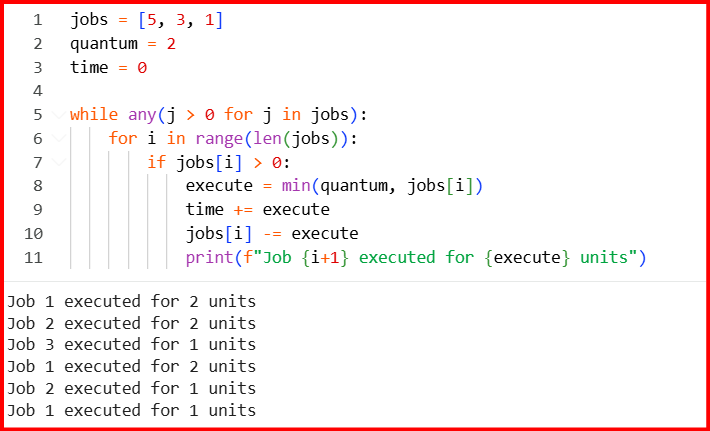 1 jobs = [5, 3, 1]
2 quantum = 2
3 time = 0
4
5 while any(j > 0 for j in jobs):
6     for i in range(len(jobs)):
7         if jobs[i] > 0:
8             execute = min(quantum, jobs[i])
9             time += execute
10             jobs[i] -= execute
11             print(f"Job {i+1} executed for {execute} units")
Job 1 executed for 2 units
Job 2 executed for 2 units
Job 3 executed for 1 units
Job 1 executed for 2 units
Job 2 executed for 1 units
Job 1 executed for 1 units